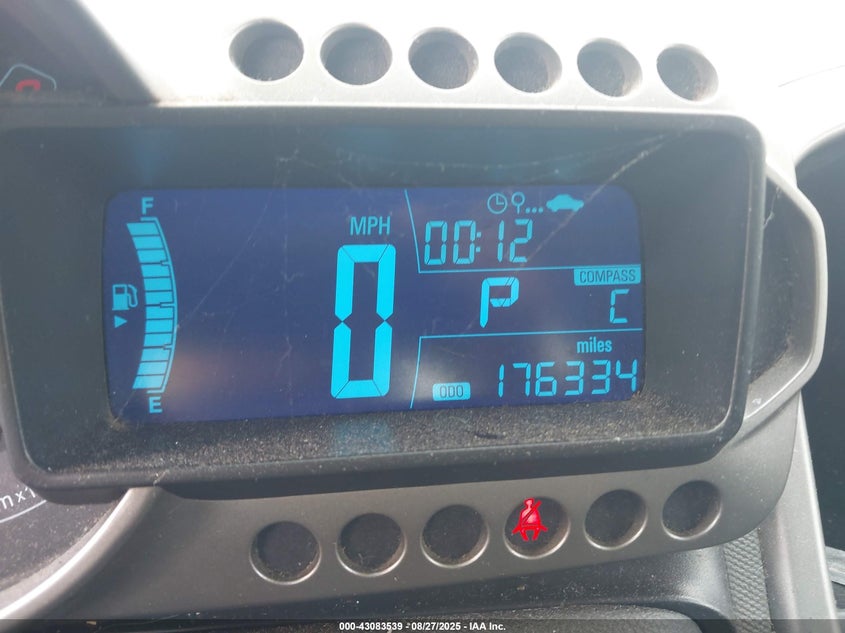 F
MPH
00:12
COMPASS
P
C
0
miles
E
ODO
176334
000-43083539 - 08/27/2025 - IAA Inc.